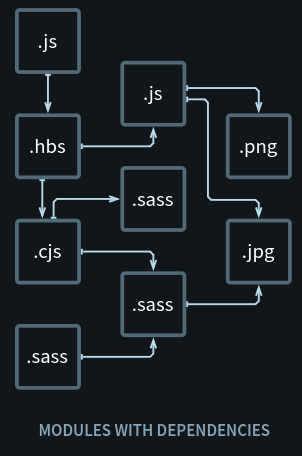 .js
.js
.hbs
.png
.sass
.cjs
.jpg
.sass
.sass
MODULES WITH DEPENDENCIES